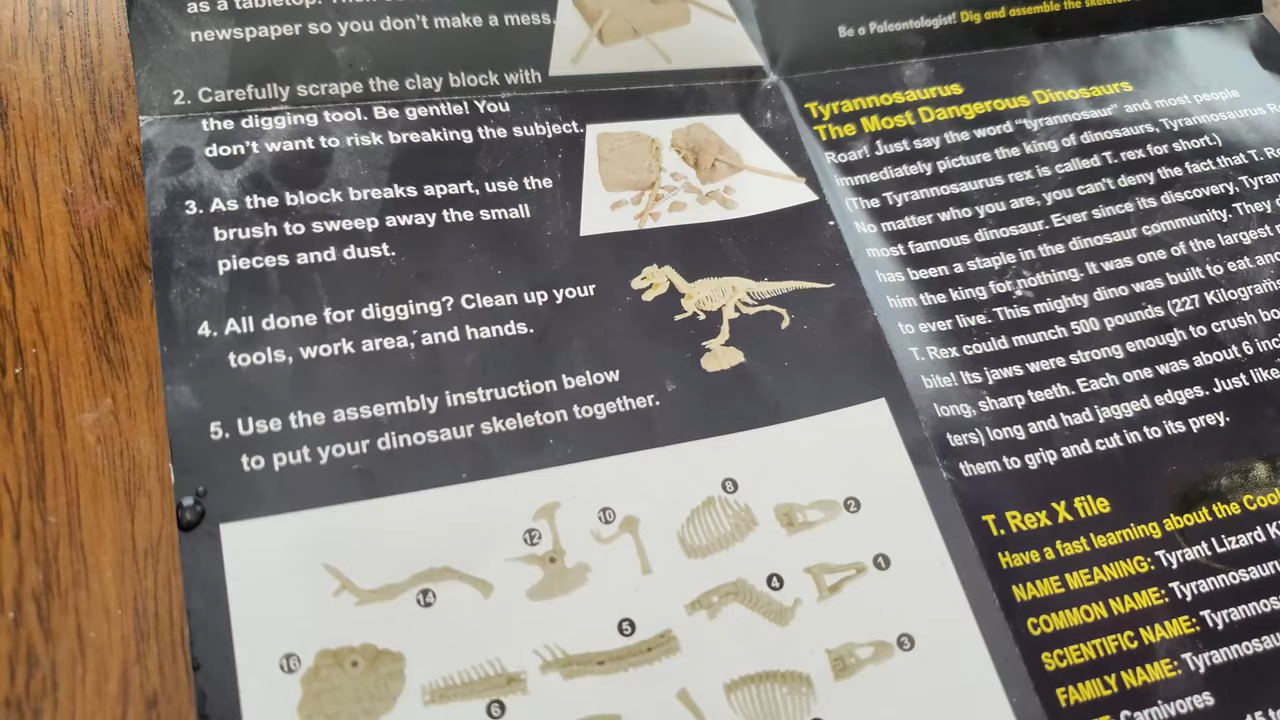 as a tabletop.
newspaper so you don't make a mess.
2. Carefully scrape the clay block with
the digging tool. Be gentle! You
don't want to risk breaking the subject.
3. As the block breaks apart, use the
brush to sweep away the small
pieces and dust.
4. All done for digging? Clean up your
tools, work area, and hands.
5. Use the assembly instruction below
to put your dinosaur skeleton together.
8
2
10
12
1
4
14
5
3
16
6
Be a Paleontologist! Dig and assemble the skeleton
Tyrannosaurus
The Most Dangerous Dinosaurs
Roar! Just say the word "tyrannosaur" and most people
immediately picture the king of dinosaurs, Tyrannosaurus
(The Tyrannosaurus rex is called T. rex for short.)
No matter who you are, you can't deny the fact that T.
most famous dinosaur. Ever since its discovery,
has been a staple in the dinosaur community. They
him the king for nothing. It was one of the largest
to ever live. This mighty dino was built to eat and
T. Rex could munch 500 pounds (227
bite! Its jaws were strong enough to crush
long, sharp teeth. Each one was about 6
ters) long and had jagged edges. Just like
them to grip and cut in to its prey.
T. Rex X file
Have a fast learning about the
NAME MEANING: Tyrant Lizard
COMMON NAME:
SCIENTIFIC NAME:
FAMILY NAME:
Carnivores
15